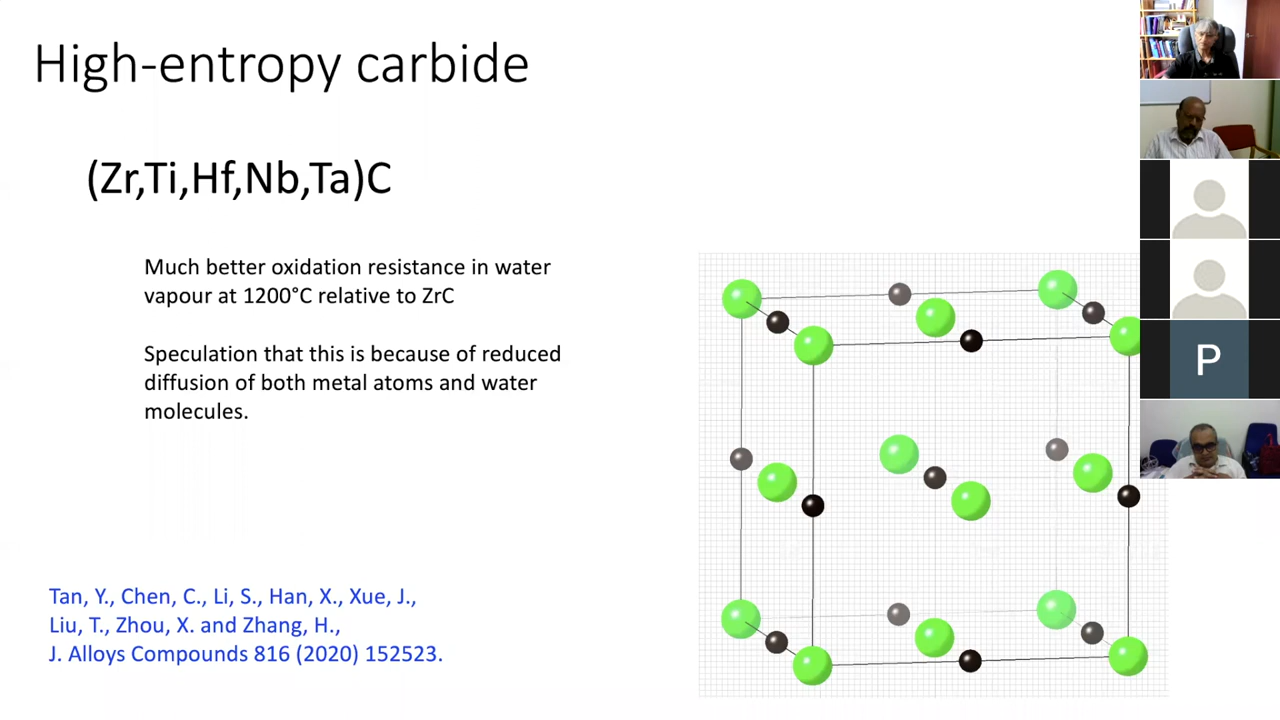 High-entropy carbide
(Zr,Ti,Hf,Nb,Ta)C
Much better oxidation resistance in water
vapour at 1200°C relative to ZrC
Speculation that this is because of reduced
diffusion of both metal atoms and water
molecules.
Tan, Y., Chen, C., Li, S., Han, X., Xue, J.,
Liu, T., Zhou, X. and Zhang, H.,
J. Alloys Compounds 816 (2020) 152523.
P